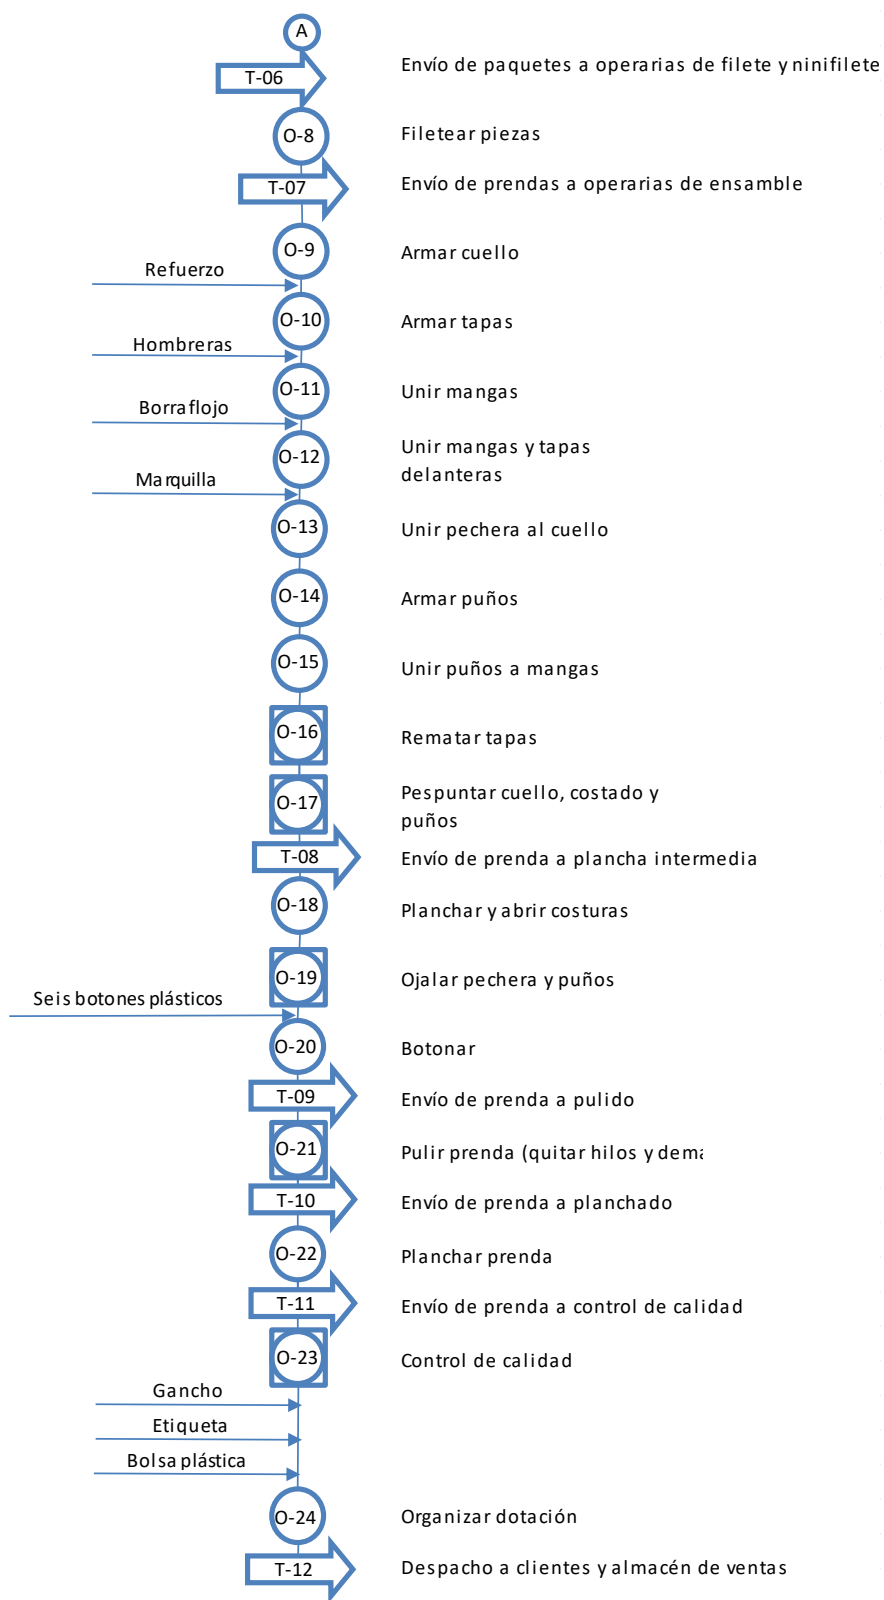 A
T-06
Envío de paquetes a operarias de filete y ninifilete
O-8
Filetear piezas
T-07
Envío de prendas a operarias de ensamble
O-9
Armar cuello
Refuerzo
O-10
Armar tapas
Hombreras
O-11
Unir mangas
Borraflojo
O-12
Unir mangas y tapas
delanteras
Marquilla
O-13
Unir pechera al cuello
O-14
Armar puños
O-15
Unir puños a mangas
O-16
Rematar tapas
O-17
Pespuntar cuello, costado y
puños
T-08
Envío de prenda a plancha intermedia
O-18
Planchar y abrir costuras
O-19
Ojalar pechera y puños
Seis botones plásticos
O-20
Botonar
T-09
Envío de prenda a pulido
O-21
Pulir prenda (quitar hilos y dema
T-10
Envío de prenda a planchado
O-22
Planchar prenda
T-11
Envío de prenda a control de calidad
O-23
Control de calidad
Gancho
Etiqueta
Bolsa plástica
O-24
Organizar dotación
T-12
Despacho a clientes y almacén de ventas